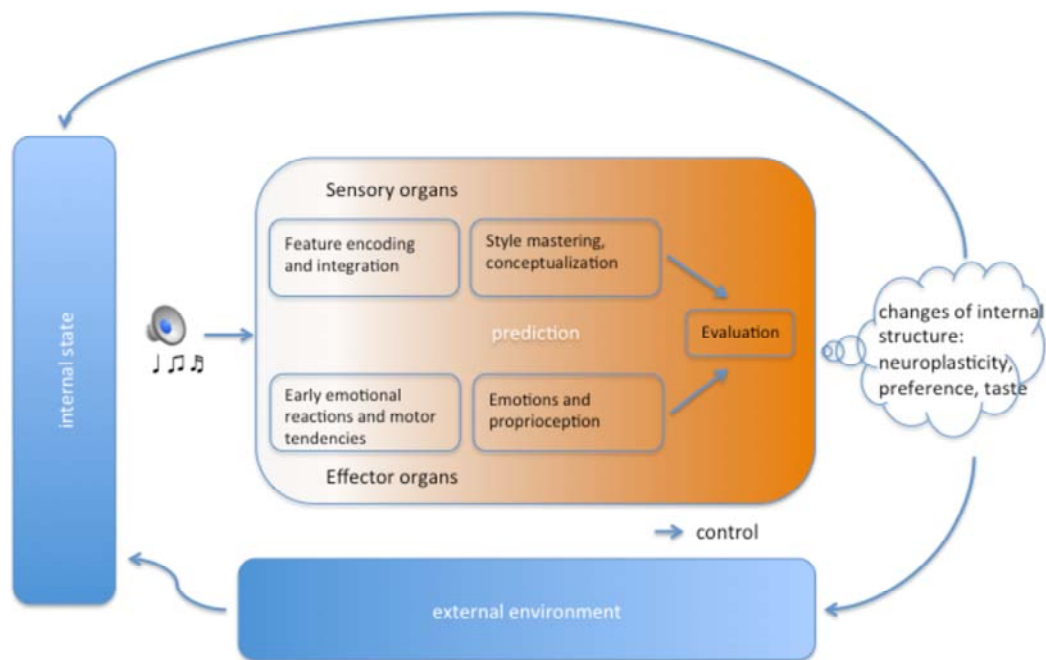 internal state
Sensory organs
Feature encoding
and integration
Style mastering,
conceptualization
prediction
Evaluation
Early emotional
reactions and motor
tendencies
Emotions and
proprioception
Effector organs
changes of internal
structure:
neuroplasticity,
preference, taste
control
external environment